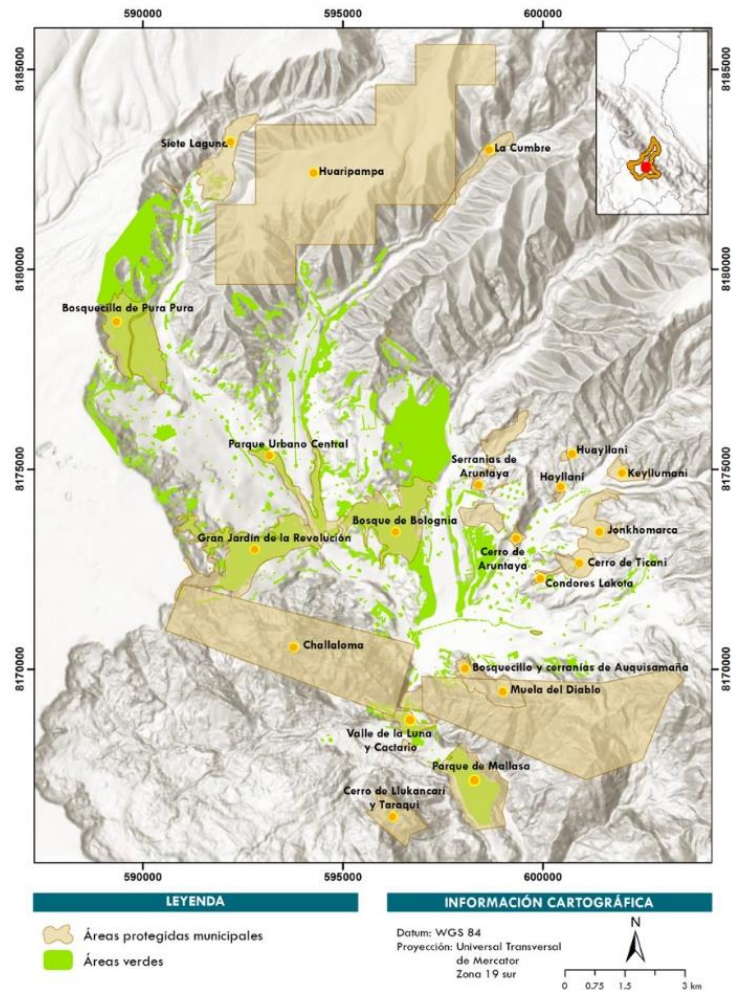 590000
595000
600000
8185000
8185000
Siete Laguna
La Cumbre
Huaripampa
8180000
8180000
Bosquecilla de Pura Pura
Parque Urbano Central
8175000
8175000
Serranias de
Aruntaya
Huayllani
Hayllani
Keyllumani
Bosque de Bolognia
Gran Jardín de la Revolución
Jonkhomarca
Cerro de
Aruntaya
Cerro de Ticani
Condores Lakota
Challaloma
8170000
8170000
Bosquecillo y cerranías de Auquisamaña
Muela del Diablo
Valle de la Luna
y Cactario
Parque de Mallasa
Cerro de Llukancari
y Taraqui
590000
595000
600000
LEYENDA
Áreas protegidas municipales
Áreas verdes
INFORMACIÓN CARTOGRÁFICA
Datum: WGS 84
Proyección: Universal Transversal
de Mercator
Zona 19 sur
N
0 0.75 1.5 3 km